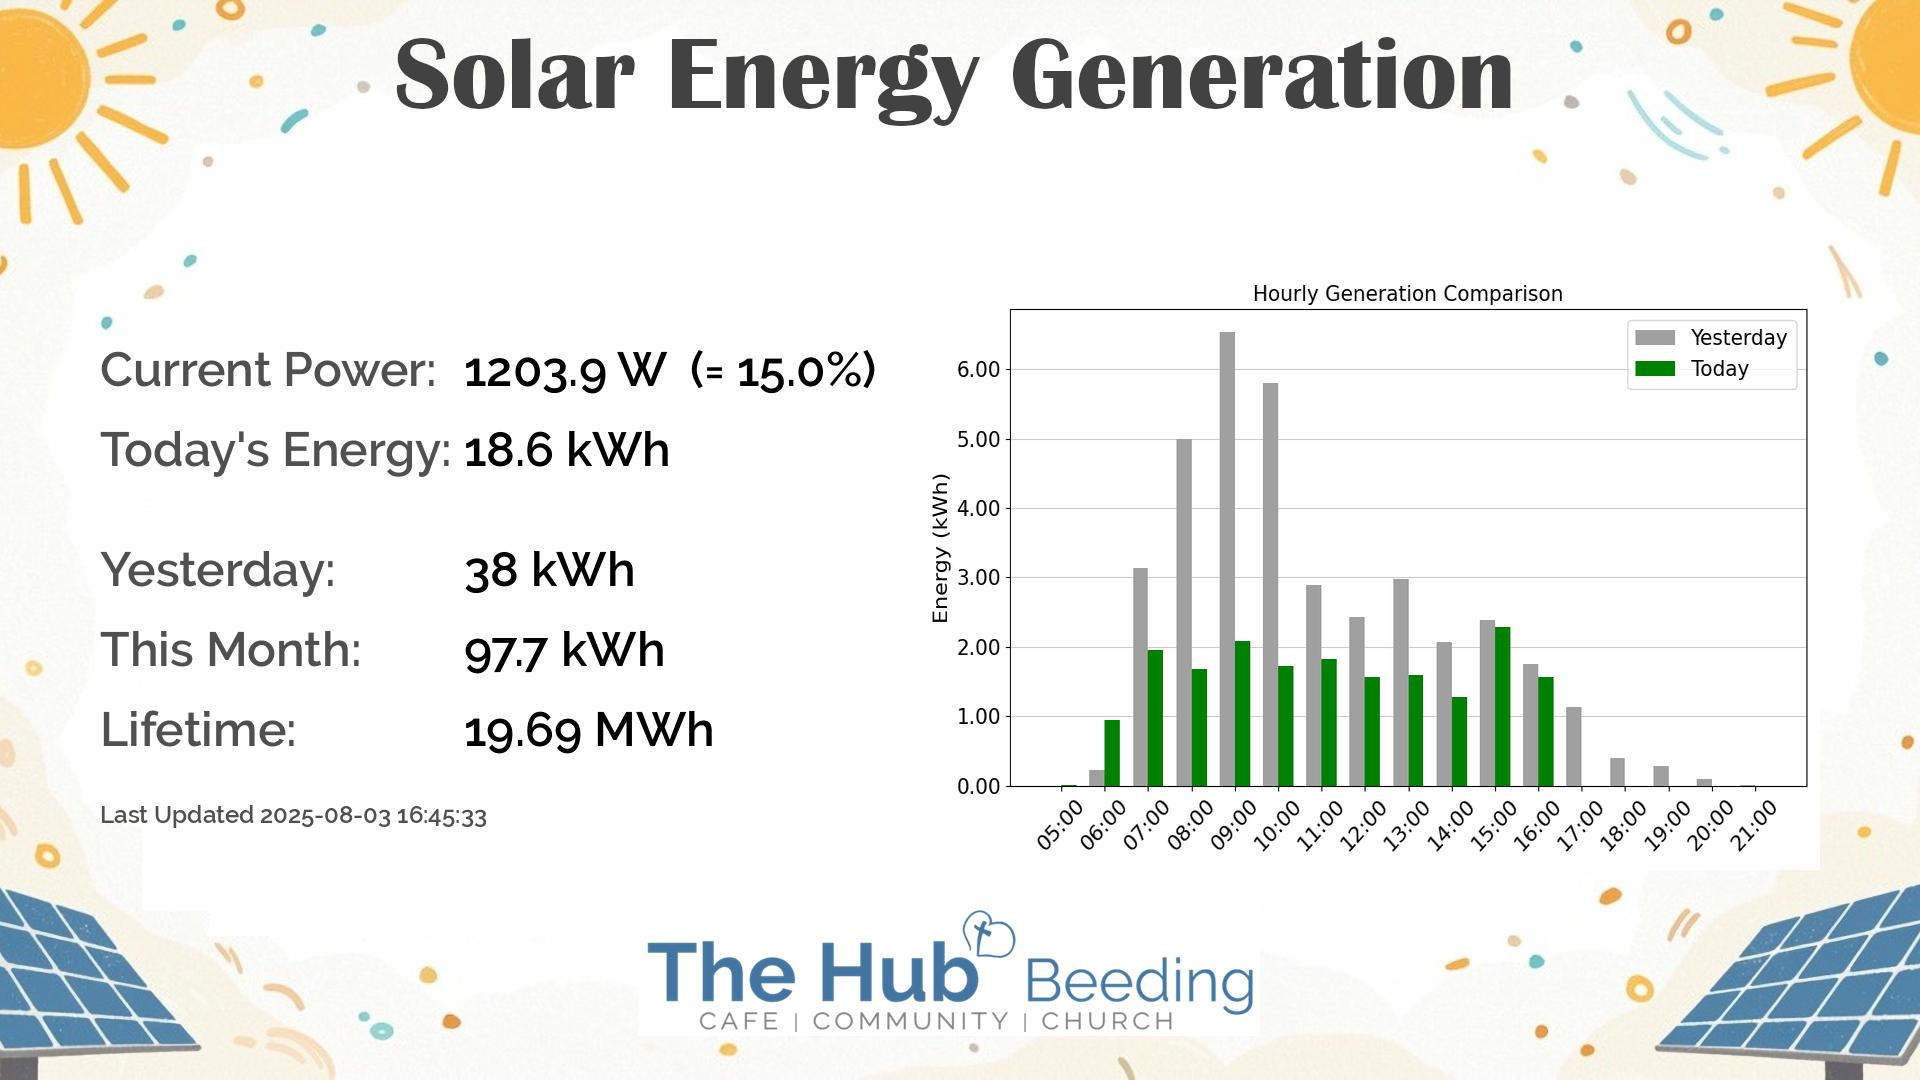 Solar Energy Generation
Current Power: 1203.9 W (= 15.0%)
Today's Energy: 18.6 kWh
Yesterday: 38 kWh
This Month: 97.7 kWh
Lifetime: 19.69 MWh
Last Updated 2025-08-03 16:45:33
Hourly Generation Comparison
Yesterday
Today
Energy (kWh)
6.00
5.00
4.00
3.00
2.00
1.00
0.00
05:00 06:00 07:00 08:00 09:00 10:00 11:00 12:00 13:00 14:00 15:00 16:00 17:00 18:00 19:00 20:00 21:00
The Hub Beeding
CAFE | COMMUNITY | CHURCH